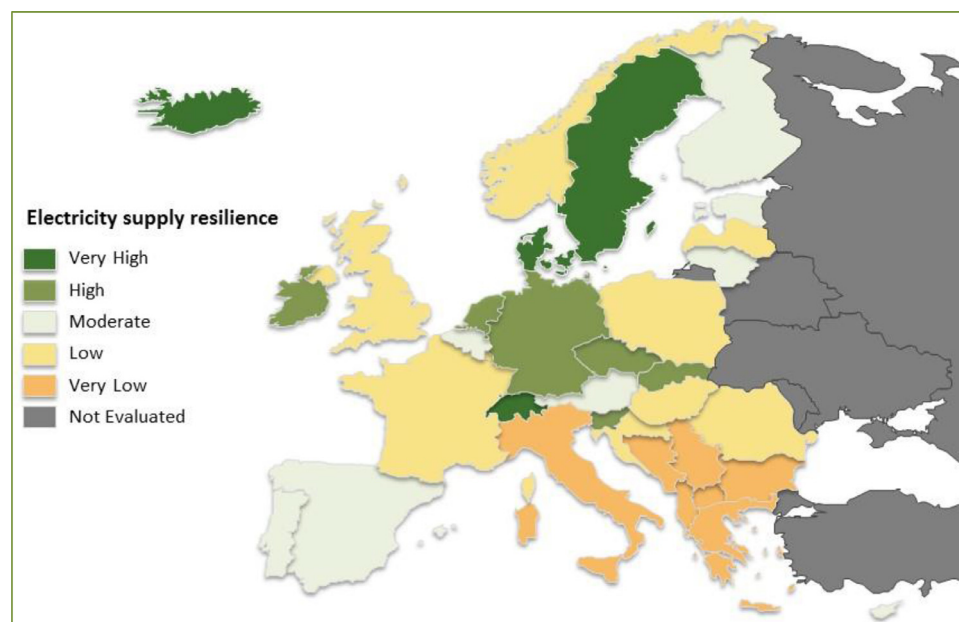 Electricity supply resilience
Very High
High
Moderate
Low
Very Low
Not Evaluated